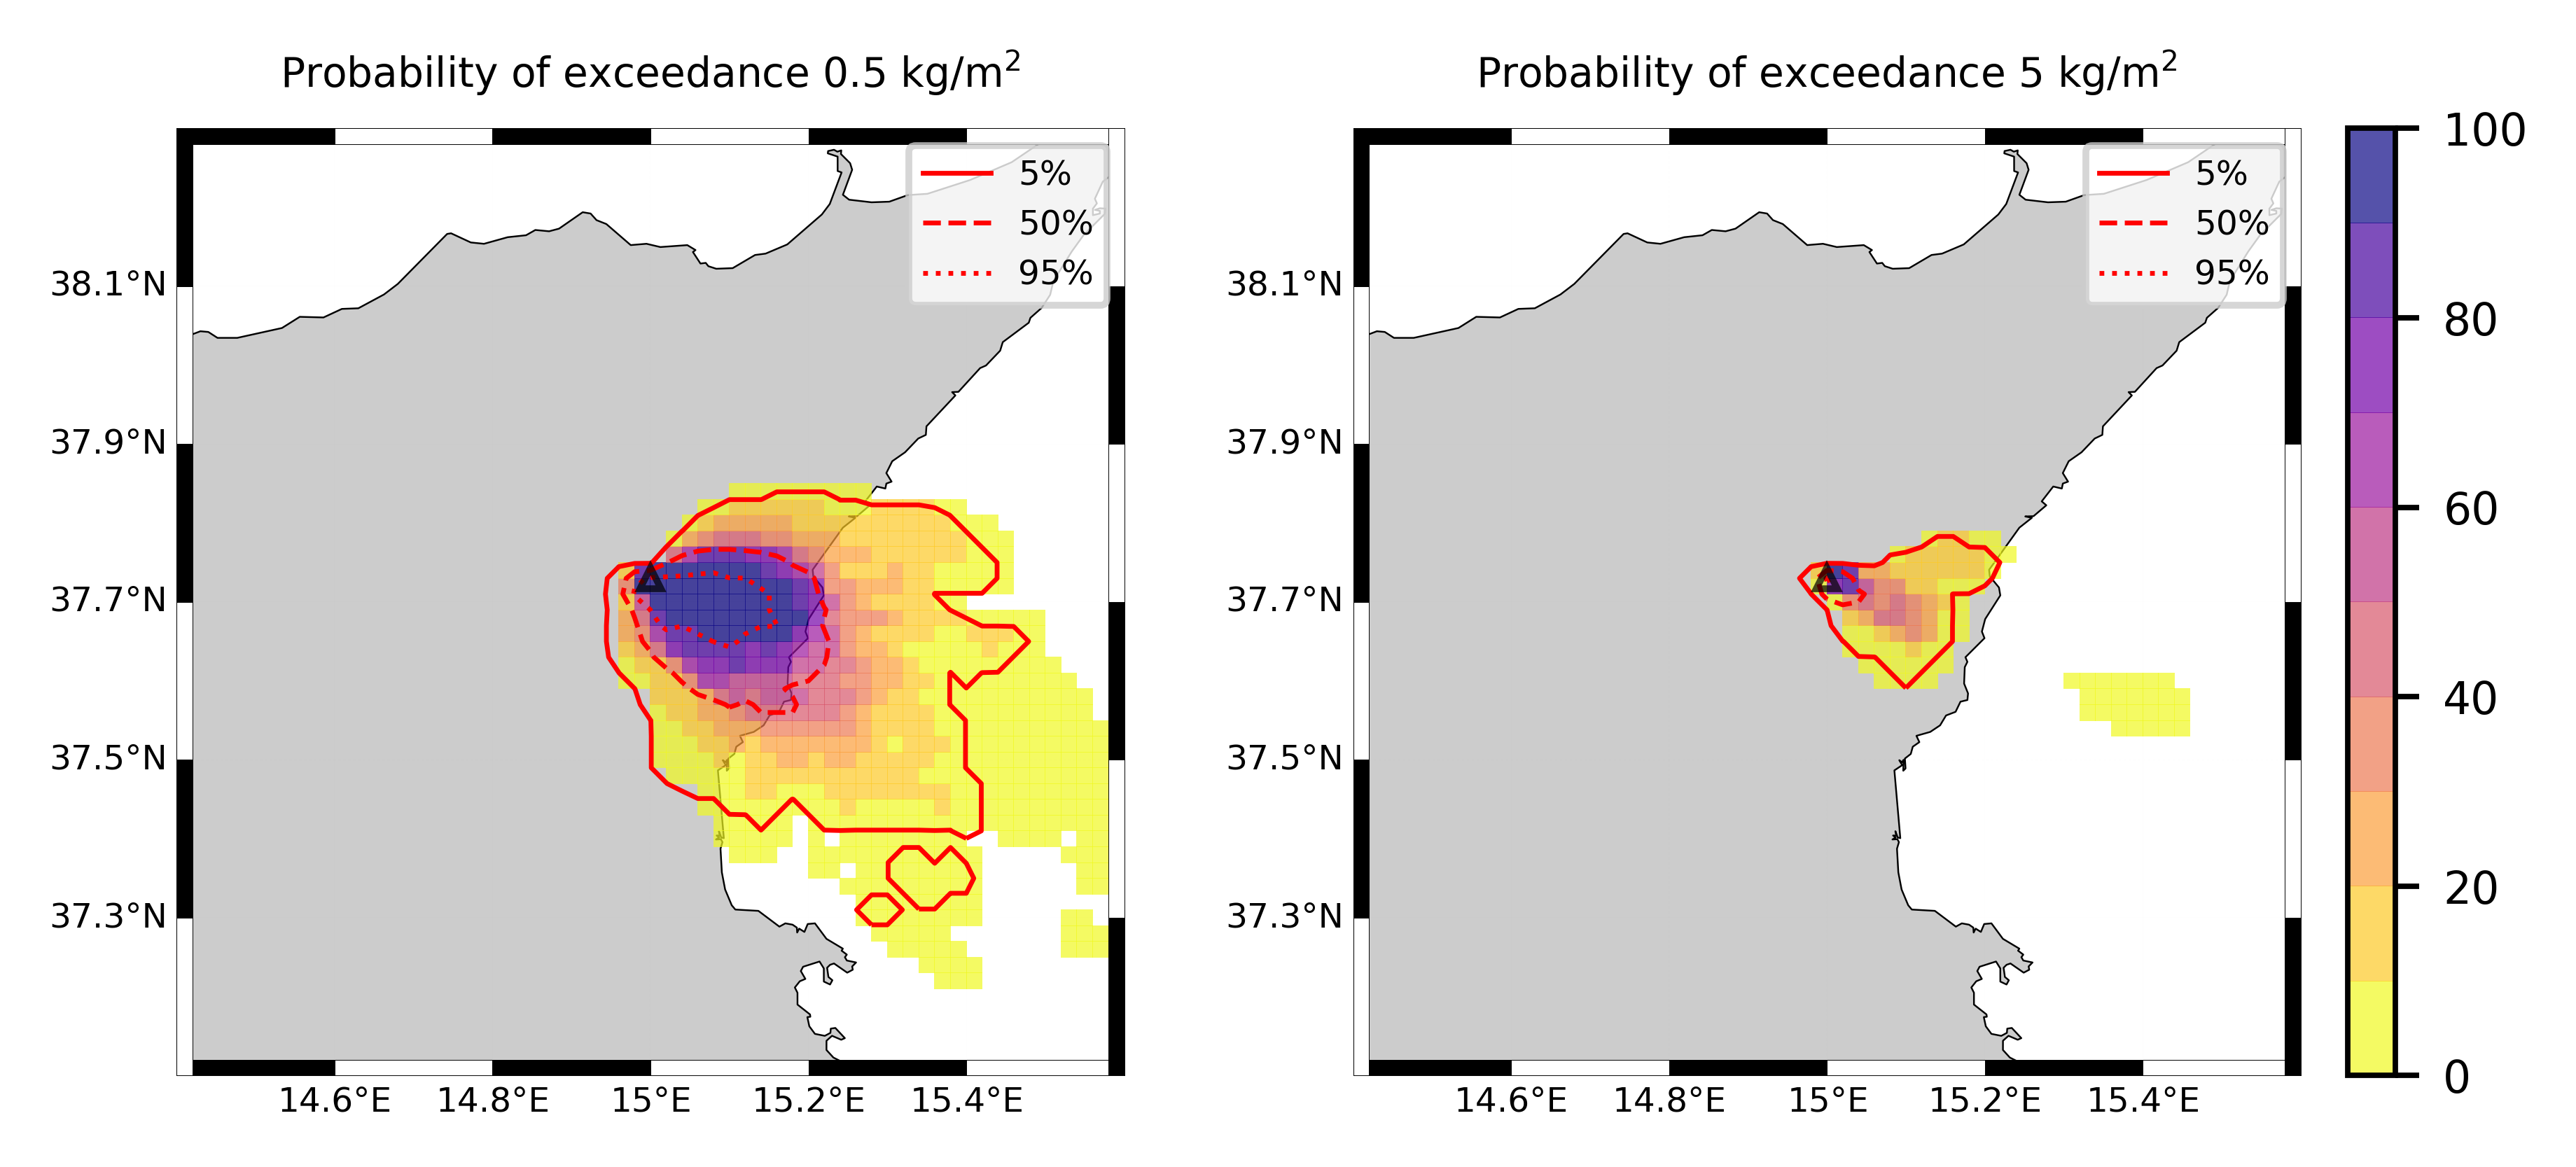 Probability of exceedance 0.5 kg/m²
5%
50%
95%
38.1°N
37.9°N
37.7°N
37.5°N
37.3°N
14.6°E 14.8°E 15°E 15.2°E 15.4°E
Probability of exceedance 5 kg/m²
5%
50%
95%
38.1°N
37.9°N
37.7°N
37.5°N
37.3°N
14.6°E 14.8°E 15°E 15.2°E 15.4°E
100
80
60
40
20
0